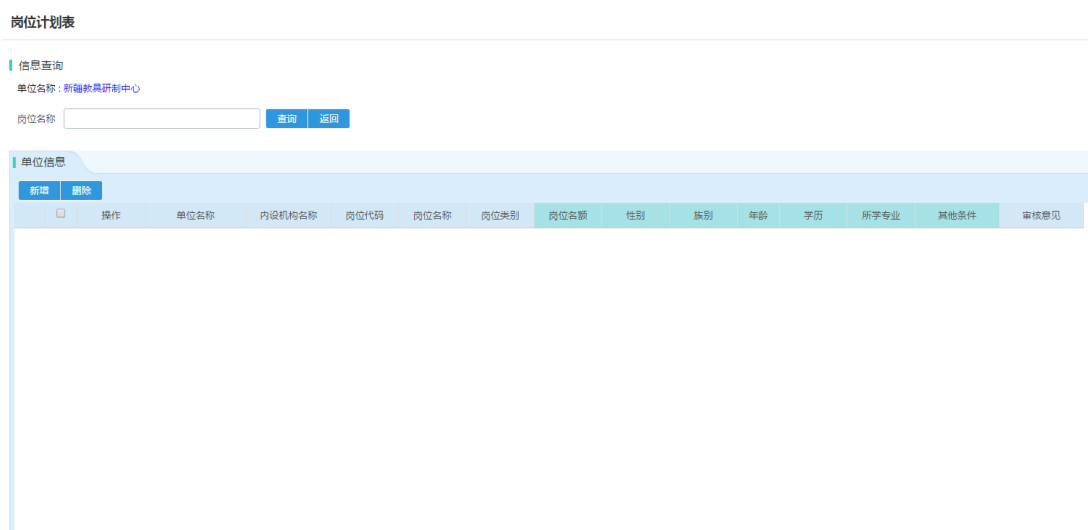 岗位计划表
信息查询
单位名称 : 新疆教具研制中心
岗位名称 查询 返回
单位信息
新增 删除
操作 单位名称 内设机构名称 岗位代码 岗位名称 岗位类别 岗位名额 性别 族别 年龄 学历 所学专业 其他条件 审核意见